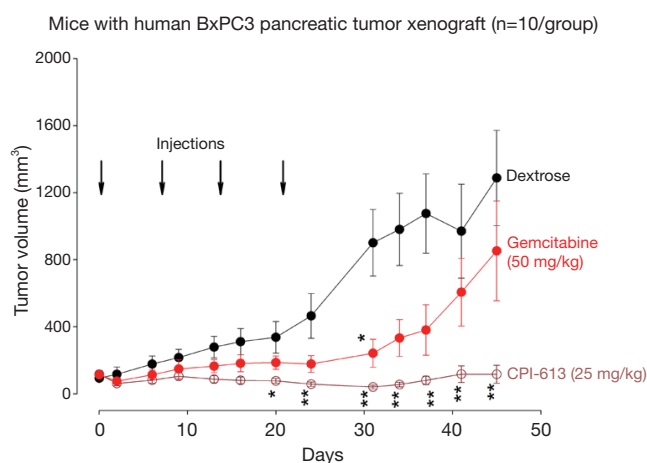 Mice with human BxPC3 pancreatic tumor xenograft (n=10/group)
2000
1600
1200
800
400
0
Tumor volume (mm³)
Injections
Dextrose
Gemcitabine
(50 mg/kg)
CPI-613 (25 mg/kg)
*
* ** ** ** ** ** **
0 10 20 30 40 50
Days